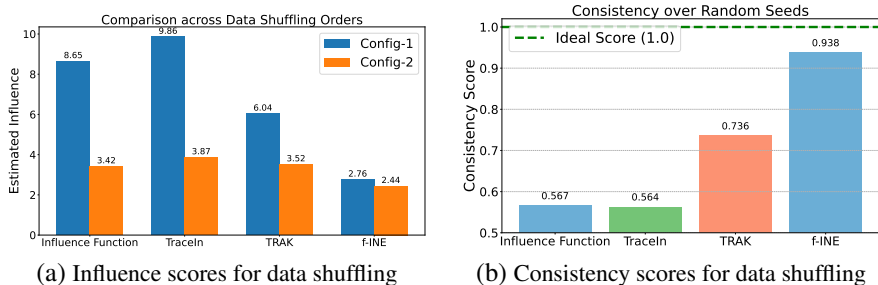 Comparison across Data Shuffling Orders
Estimated Influence
10
8
6
4
2
0
8.65
3.42
9.86
3.87
6.04
3.52
2.76
2.44
Config-1
Config-2
Influence Function
TraceIn
TRAK
f-INE
(a) Influence scores for data shuffling
Consistency over Random Seeds
Consistency Score
1.0
0.9
0.8
0.7
0.6
0.5
Ideal Score (1.0)
0.567
0.564
0.736
0.938
Influence Function
TraceIn
TRAK
f-INE
(b) Consistency scores for data shuffling